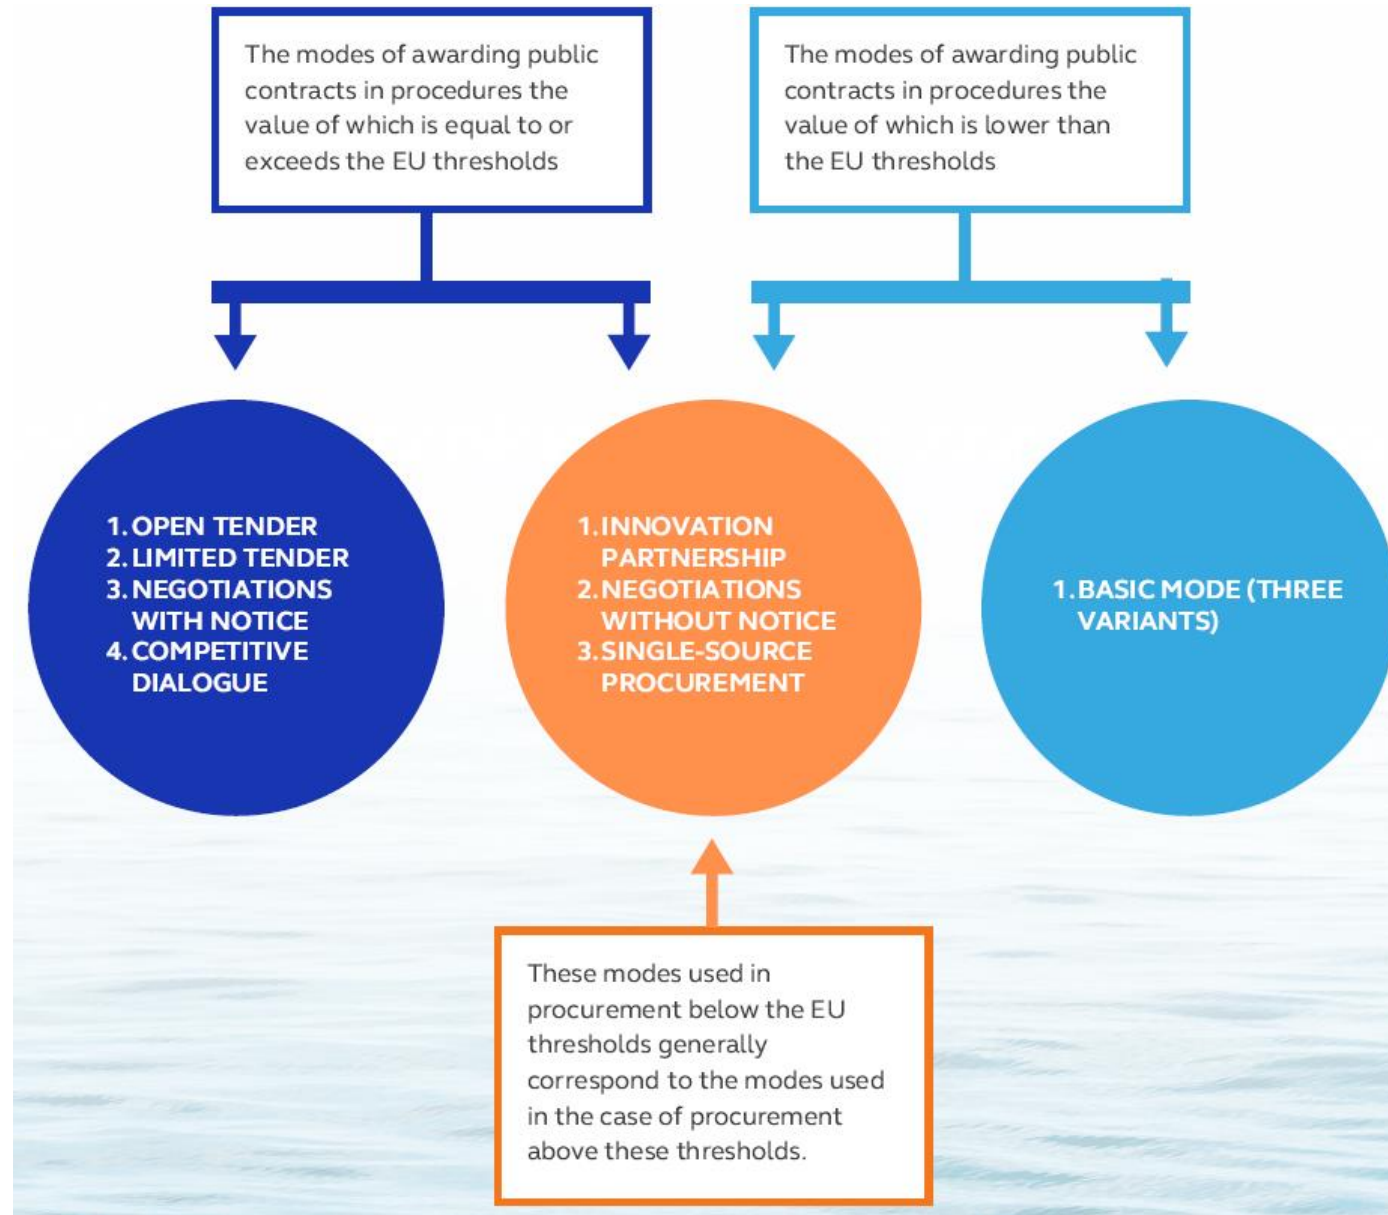 The modes of awarding public
contracts in procedures the
value of which is equal to or
exceeds the EU thresholds
The modes of awarding public
contracts in procedures the
value of which is lower than
the EU thresholds
1. OPEN TENDER
2. LIMITED TENDER
3. NEGOTIATIONS
WITH NOTICE
4. COMPETITIVE
DIALOGUE
1. INNOVATION
PARTNERSHIP
2. NEGOTIATIONS
WITHOUT NOTICE
3. SINGLE-SOURCE
PROCUREMENT
1. BASIC MODE (THREE
VARIANTS)
These modes used in
procurement below the EU
thresholds generally
correspond to the modes used
in the case of procurement
above these thresholds.